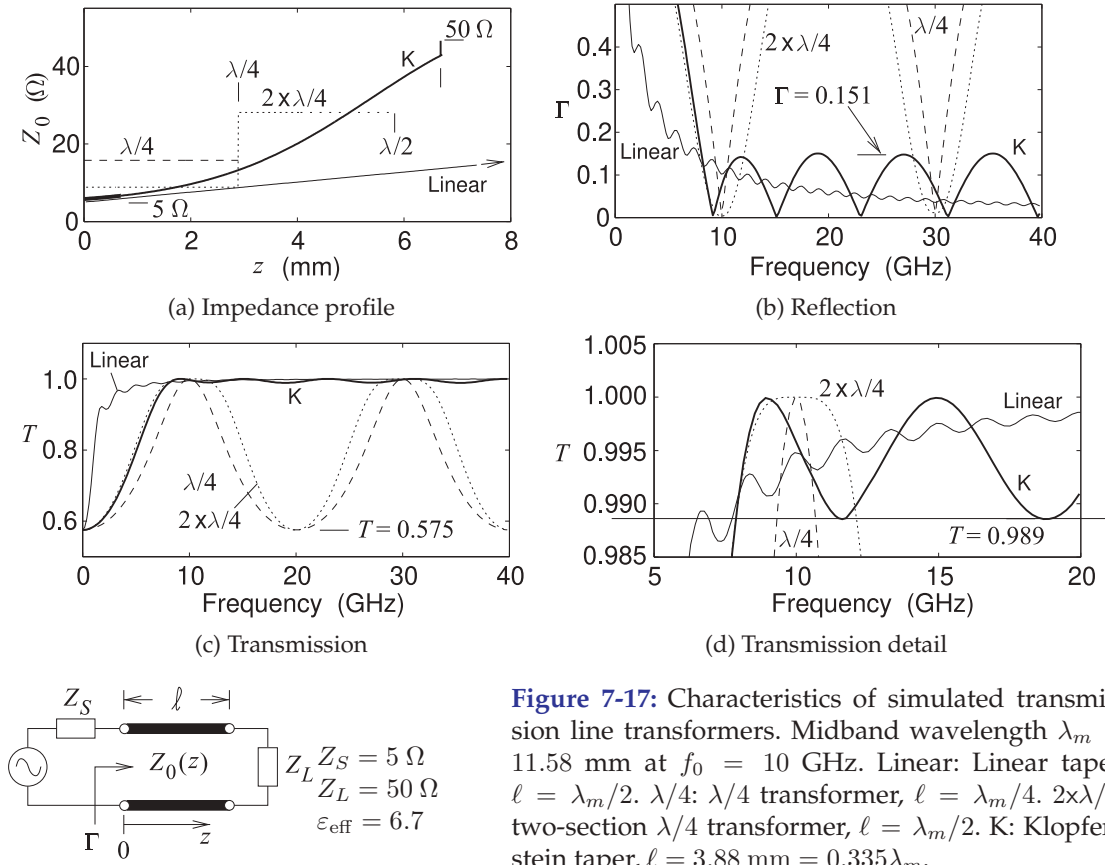 50 Ω
K
λ/4
2 x λ/4
λ/4
λ/2
Linear
5 Ω
Z0 (Ω)
40
20
0
0 2 4 6 8
z (mm)
(a) Impedance profile
0.4
0.3
0.2
0.1
0
Γ
λ/4
2 x λ/4
Γ = 0.151
Linear
K
0 10 20 30 40
Frequency (GHz)
(b) Reflection
Linear
1.0
0.8
0.6
T
K
λ/4
2 x λ/4
T = 0.575
0 10 20 30 40
Frequency (GHz)
(c) Transmission
1.005
1.000
0.995
0.990
0.985
T
2 x λ/4
Linear
K
λ/4
T = 0.989
5 10 15 20
Frequency (GHz)
(d) Transmission detail
ZS
ℓ
Z0(z)
ZL
Γ
0
z
ZS = 5 Ω
ZL = 50 Ω
εeff = 6.7
Figure 7-17: Characteristics of simulated transmis-
sion line transformers. Midband wavelength λm
11.58 mm at f0 = 10 GHz. Linear: Linear tape
ℓ = λm/2. λ/4: λ/4 transformer, ℓ = λm/4. 2xλ/
two-section λ/4 transformer, ℓ = λm/2. K: Klopfen
stein taper, ℓ = 3.88 mm = 0.335λm.